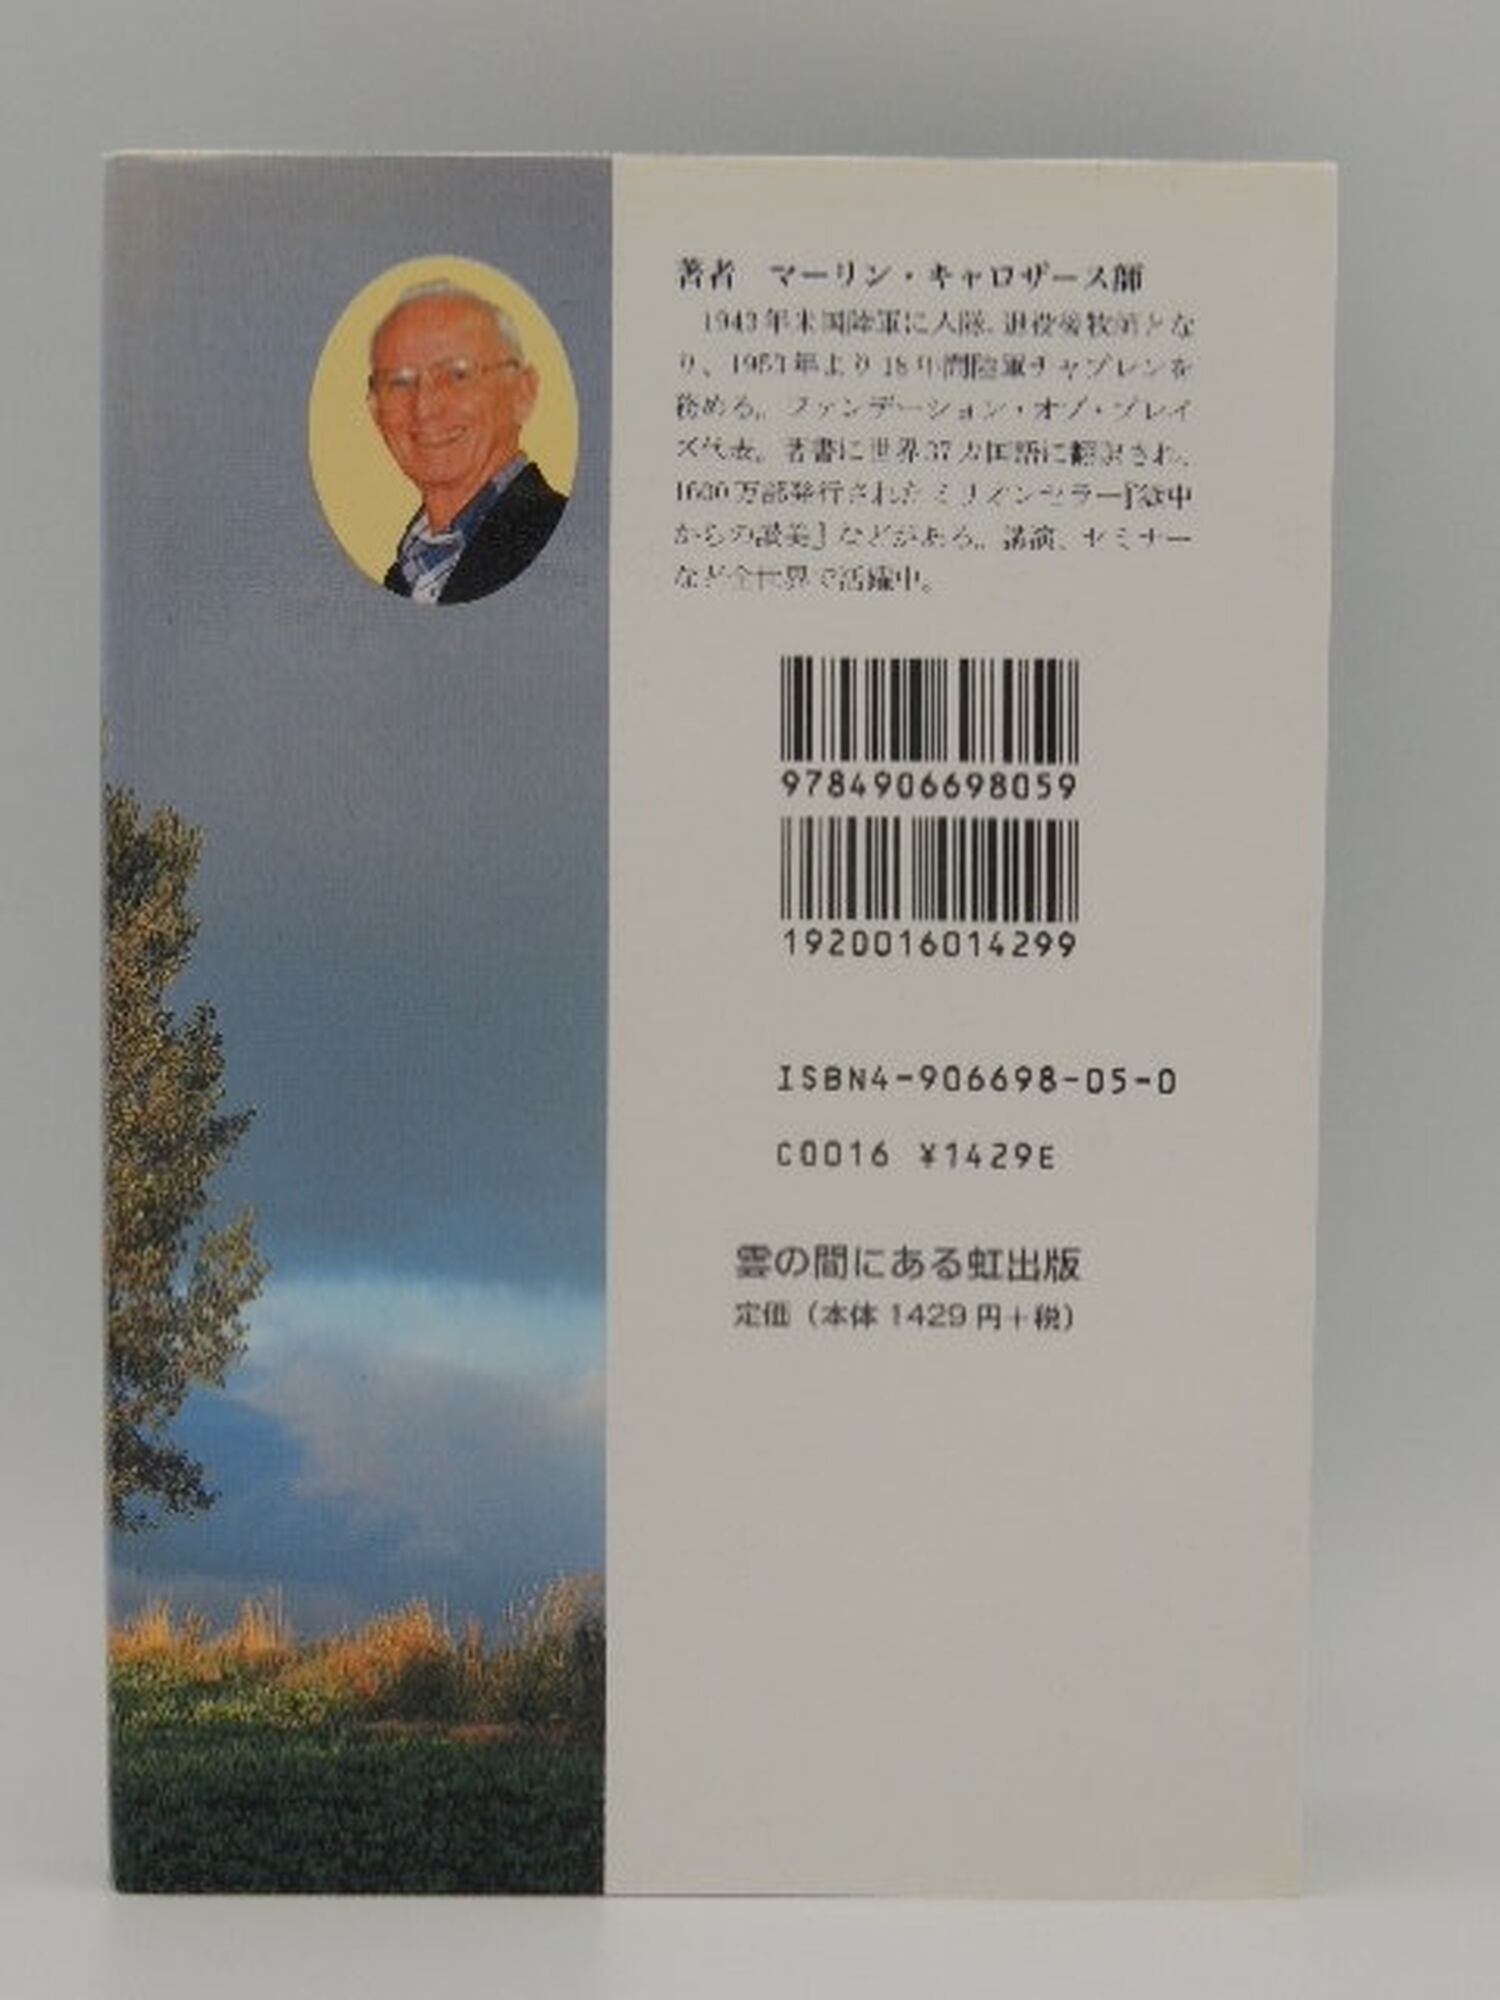 著者　マーリン・キャロザース師
1943年米国陸軍に入隊。退役後牧師とな
り、1953年より18年間陸軍チャプレンを
務める。ファンデーション・オブ・プレイ
ズ代表。著書に世界37カ国語に翻訳され、
1600万部発行されたミリオンセラー『獄中
からの讃美』などがある。講演、セミナー
など全世界で活躍中。
9784906698059
1920016014299
ISBN4-906698-05-0
C0016 ¥1429E
雲の間にある虹出版
定価（本体 1429 円＋税）